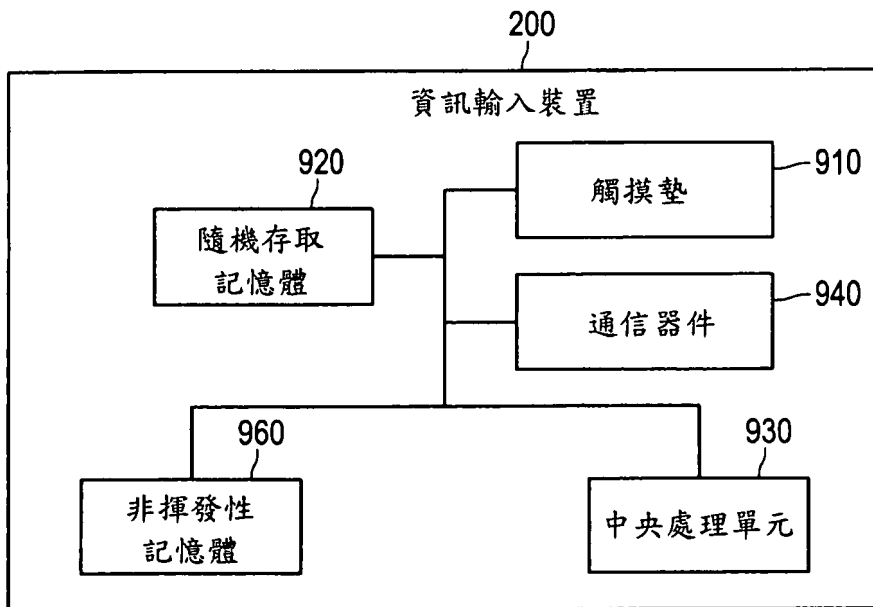 200
資訊輸入裝置
920
910
隨機存取
記憶體
觸摸墊
940
通信器件
960
930
非揮發性
記憶體
中央處理單元